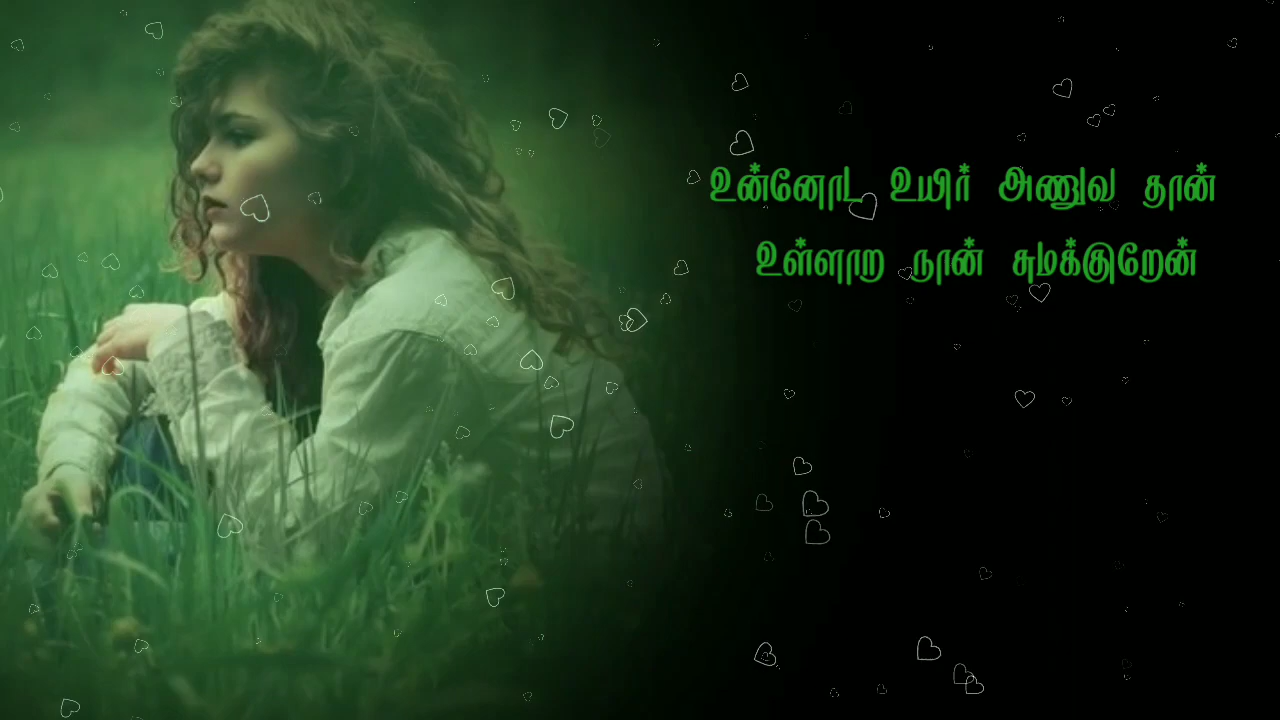 உன்னோட உயிர் அணுவ தான்
உள்ளாற நான் சுமக்குறேன்